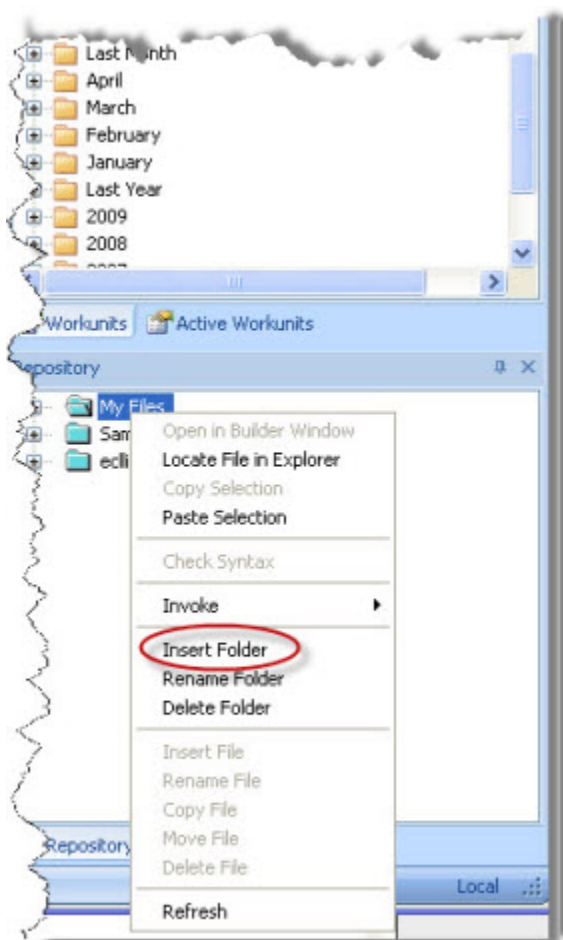 Last Month
April
March
February
January
Last Year
2009
2008
Workunits
Active Workunits
Repository
My Files
Sam
Open in Builder Window
ecli
Locate File in Explorer
Copy Selection
Paste Selection
Check Syntax
Invoke
Insert Folder
Rename Folder
Delete Folder
Insert File
Rename File
Copy File
Move File
Delete File
Repository
Local
Refresh